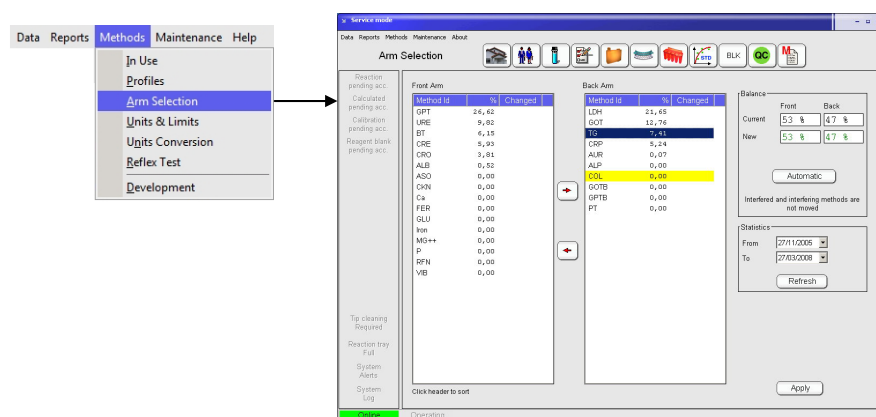 Data Reports Methods Maintenance Help
In Use
Profiles
Arm Selection
Units & Limits
Units Conversion
Reflex Test
Development
Service mode
Data Reports Methods Maintenance About
Arm Selection
STD
BLK
QC
M
Reaction
pending acc.
Calculated
pending acc.
Calibration
pending acc.
Reagent blank
pending acc.
Tip cleaning
Required
Reaction tray
Full
System
Alerts
System
Log
Online
Operation
Front Arm
Method Id % Changed
GPT 26,62
URE 9,82
BT 6,15
CRE 5,93
CRO 3,81
ALB 0,52
ASO 0,00
CKN 0,00
Ca 0,00
FER 0,00
GLU 0,00
Iron 0,00
MG++ 0,00
P 0,00
RFN 0,00
VIB 0,00
Click header to sort
Back Arm
Method Id % Changed
LDH 21,65
GOT 12,76
TG 7,41
CRP 5,24
AUR 0,07
ALP 0,00
COL 0,00
GOTB 0,00
GPTB 0,00
PT 0,00
Balance
Front Back
Current 53 % 47 %
New 53 % 47 %
Automatic
Interfered and interfering methods are
not moved
Statistics
From 27/11/2005
To 27/03/2008
Refresh
Apply